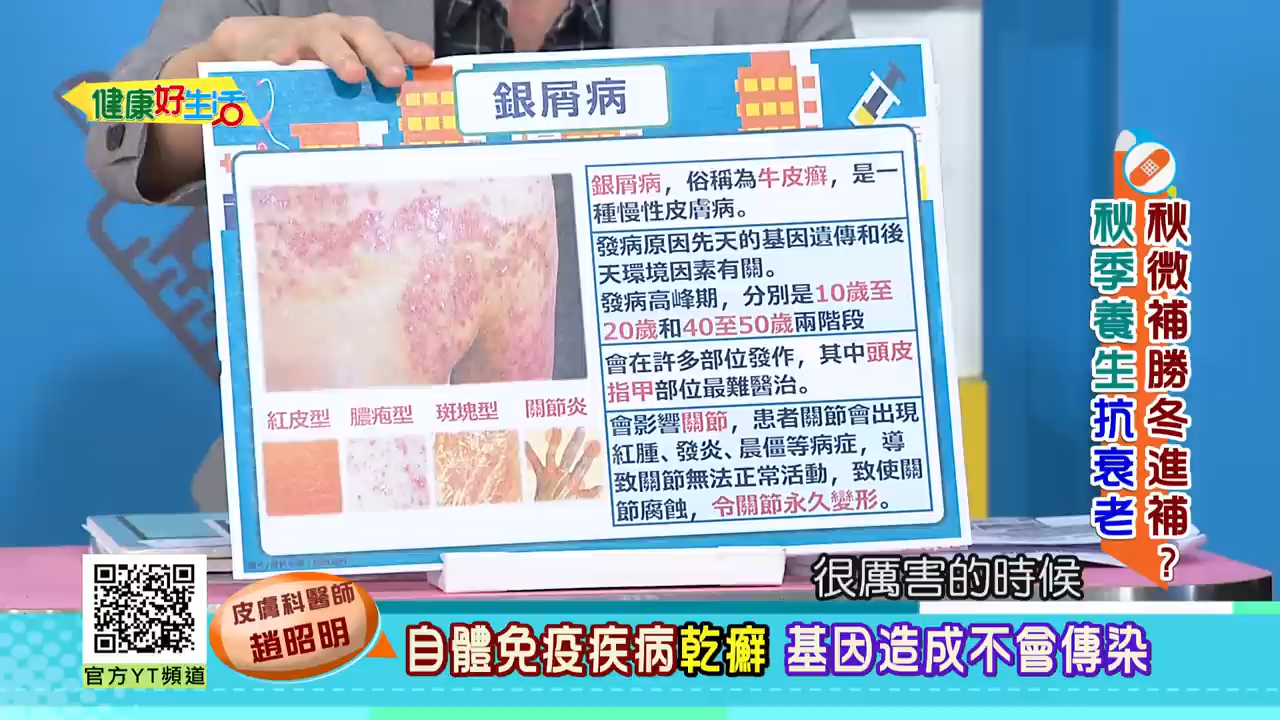 健康好生活
銀屑病
銀屑病，俗稱為牛皮癬，是一
種慢性皮膚病。
發病原因先天的基因遺傳和後
天環境因素有關。
發病高峰期，分別是10歲至
20歲和40至50歲兩階段
會在許多部位發作，其中頭皮
指甲部位最難醫治。
會影響關節，患者關節會出現
紅腫、發炎、晨僵等病症，導
致關節無法正常活動，致使關
節腐蝕，令關節永久變形。
紅皮型 膿疱型 斑塊型 關節炎
秋微補勝冬進補？
秋季養生抗衰老
很厲害的時候
皮膚科醫師
趙昭明
自體免疫疾病乾癬 基因造成不會傳染
官方YT頻道